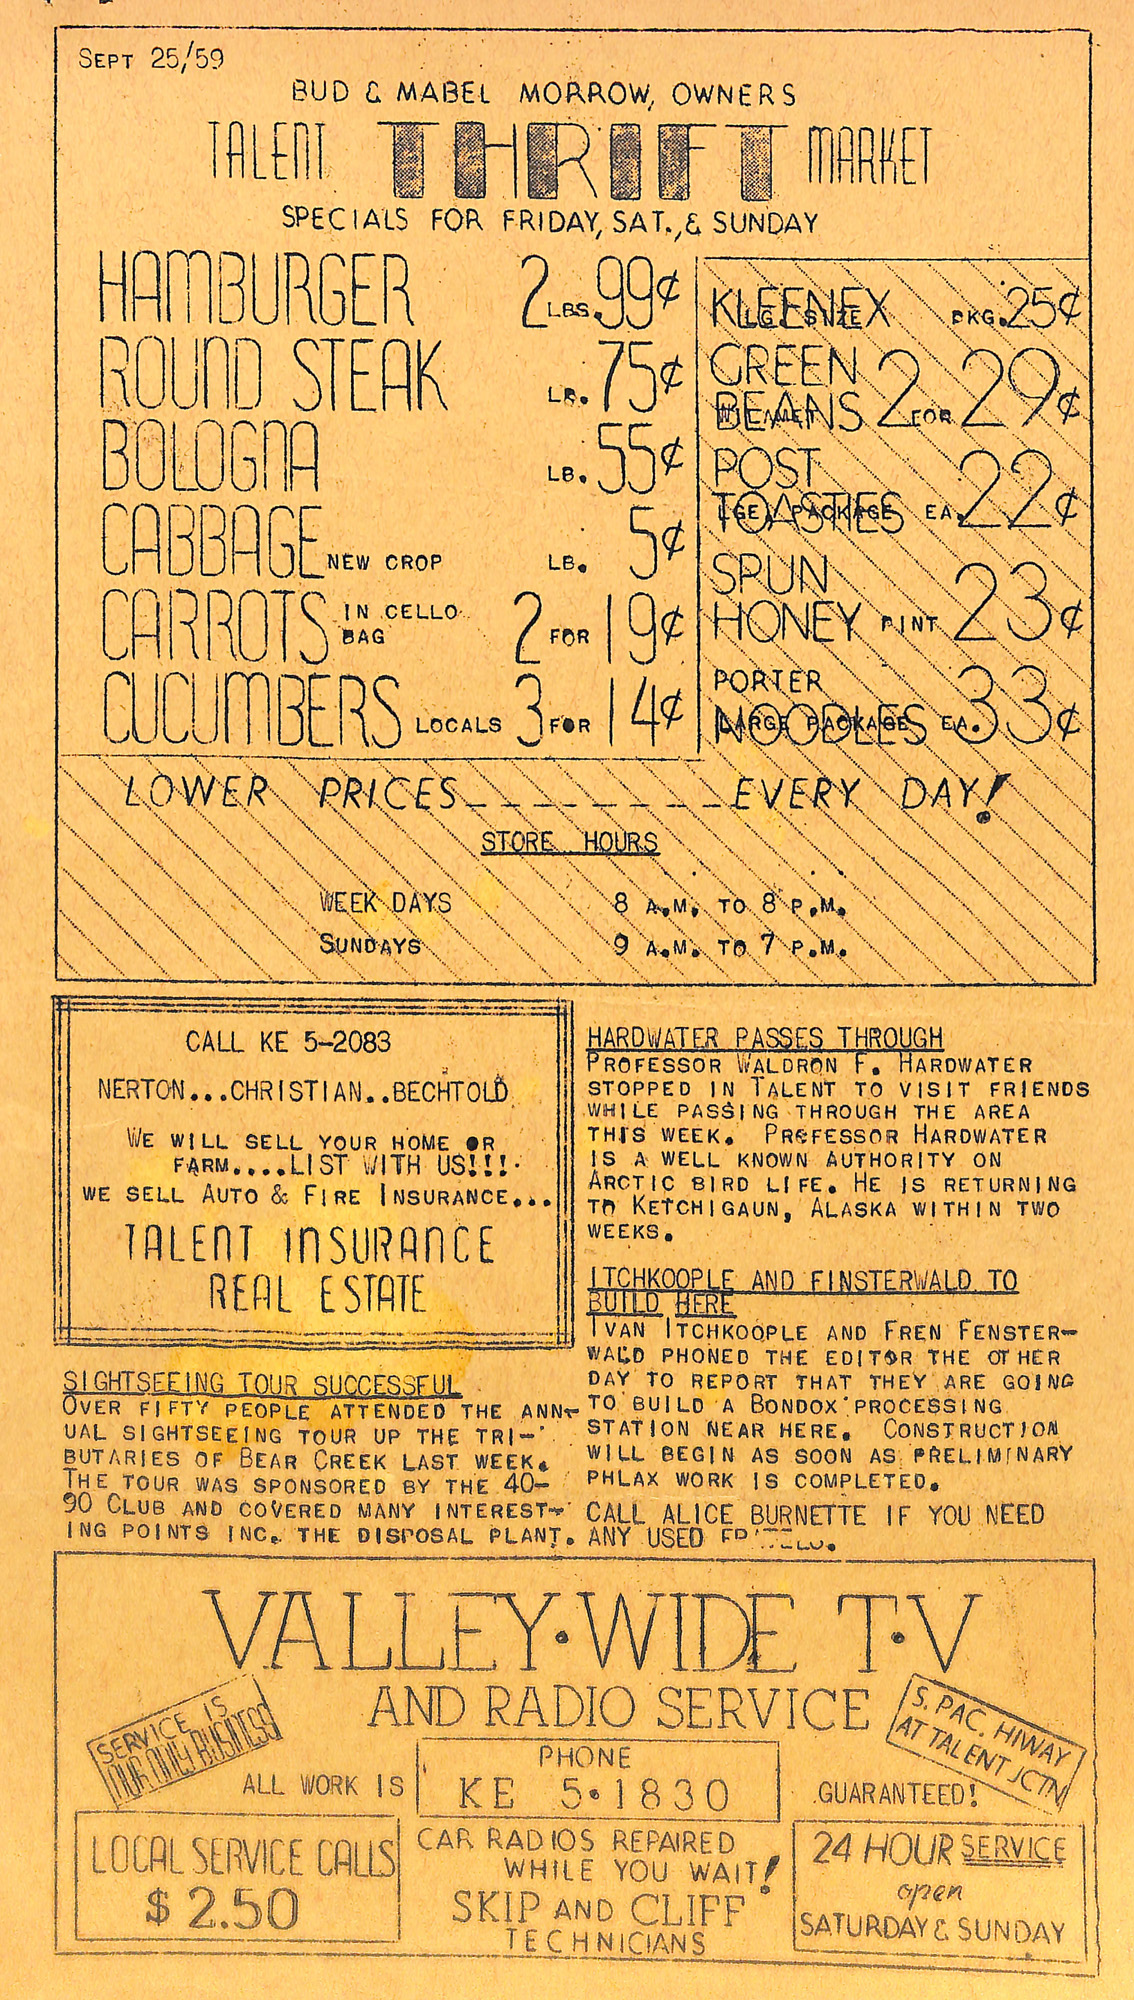 SEPT 25/59
BUD & MABEL MORROW, OWNERS
TALENT THRIFT MARKET
SPECIALS FOR FRIDAY, SAT., & SUNDAY
HAMBURGER 2 LBS. 99¢
ROUND STEAK LB. 75¢
BOLOGNA LB. 55¢
CABBAGE NEW CROP LB. 5¢
CARROTS IN CELLO BAG 2 FOR 19¢
CUCUMBERS LOCALS 3 FOR 14¢
KLEENEX LG. SIZE PKG. 25¢
GREEN
BEANS 2 FOR 29¢
POST
TOASTIES LGE. PACKAGE EA. 22¢
SPUN
HONEY PINT 23¢
PORTER
NOODLES LARGE PACKAGE EA. 33¢
LOWER PRICES_ _ _ _ _ _ _ _EVERY DAY!
STORE HOURS
WEEK DAYS 8 A.M. TO 8 P.M.
SUNDAYS 9 A.M. TO 7 P.M.
CALL KE 5-2083
NERTON...CHRISTIAN..BECHTOLD
WE WILL SELL YOUR HOME OR
FARM....LIST WITH US!!!
WE SELL AUTO & FIRE INSURANCE...
TALENT INSURANCE
REAL ESTATE
SIGHTSEEING TOUR SUCCESSFUL
OVER FIFTY PEOPLE ATTENDED THE ANN-
UAL SIGHTSEEING TOUR UP THE TRI-
BUTARIES OF BEAR CREEK LAST WEEK.
THE TOUR WAS SPONSORED BY THE 40-
90 CLUB AND COVERED MANY INTEREST-
ING POINTS INC. THE DISPOSAL PLANT.
HARDWATER PASSES THROUGH
PROFESSOR WALDRON F. HARDWATER
STOPPED IN TALENT TO VISIT FRIENDS
WHILE PASSING THROUGH THE AREA
THIS WEEK. PROFESSOR HARDWATER
IS A WELL KNOWN AUTHORITY ON
ARCTIC BIRD LIFE. HE IS RETURNING
TO KETCHIGAUN, ALASKA WITHIN TWO
WEEKS.
ITCHKOOPLE AND FINSTERWALD TO
BUILD HERE
IVAN ITCHKOOPLE AND FREN FENSTER-
WALD PHONED THE EDITOR THE OTHER
DAY TO REPORT THAT THEY ARE GOING
TO BUILD A BONDOX PROCESSING
STATION NEAR HERE. CONSTRUCTION
WILL BEGIN AS SOON AS PRELIMINARY
PHLAX WORK IS COMPLETED.
CALL ALICE BURNETTE IF YOU NEED
ANY USED
VALLEY·WIDE T·V
AND RADIO SERVICE
SERVICE IS
OUR ONLY BUSINESS
S. PAC. HIWAY
AT TALENT JCTN
ALL WORK IS GUARANTEED!
PHONE
KE 5·1830
LOCAL SERVICE CALLS
$2.50
CAR RADIOS REPAIRED
WHILE YOU WAIT!
SKIP AND CLIFF
TECHNICIANS
24 HOUR SERVICE
open
SATURDAY & SUNDAY